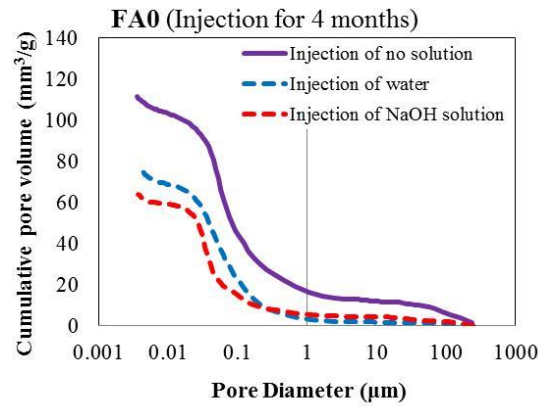 FA0 (Injection for 4 months)
140
120
100
80
60
40
20
0
Cumulative pore volume (mm³/g)
Injection of no solution
Injection of water
Injection of NaOH solution
0.001 0.01 0.1 1 10 100 1000
Pore Diameter (μm)